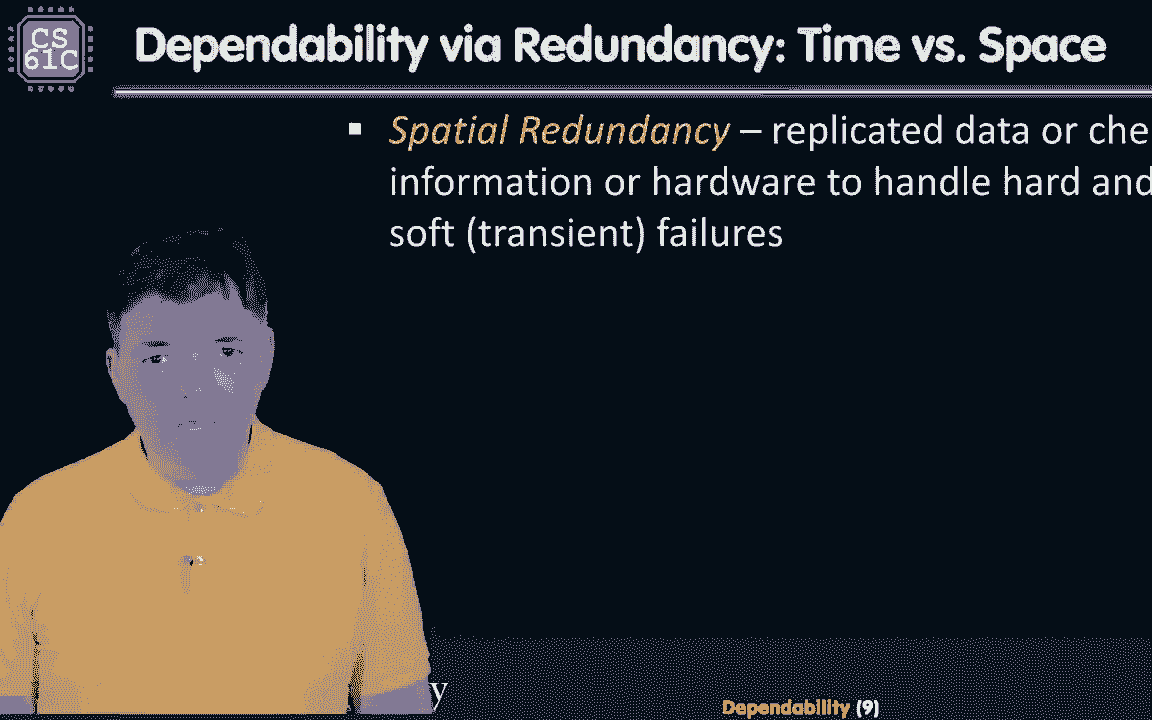 CS
61C
Dependability via Redundancy: Time vs. Space
▪ Spatial Redundancy – replicated data or che
information or hardware to handle hard and
soft (transient) failures
y
Dependability (9)